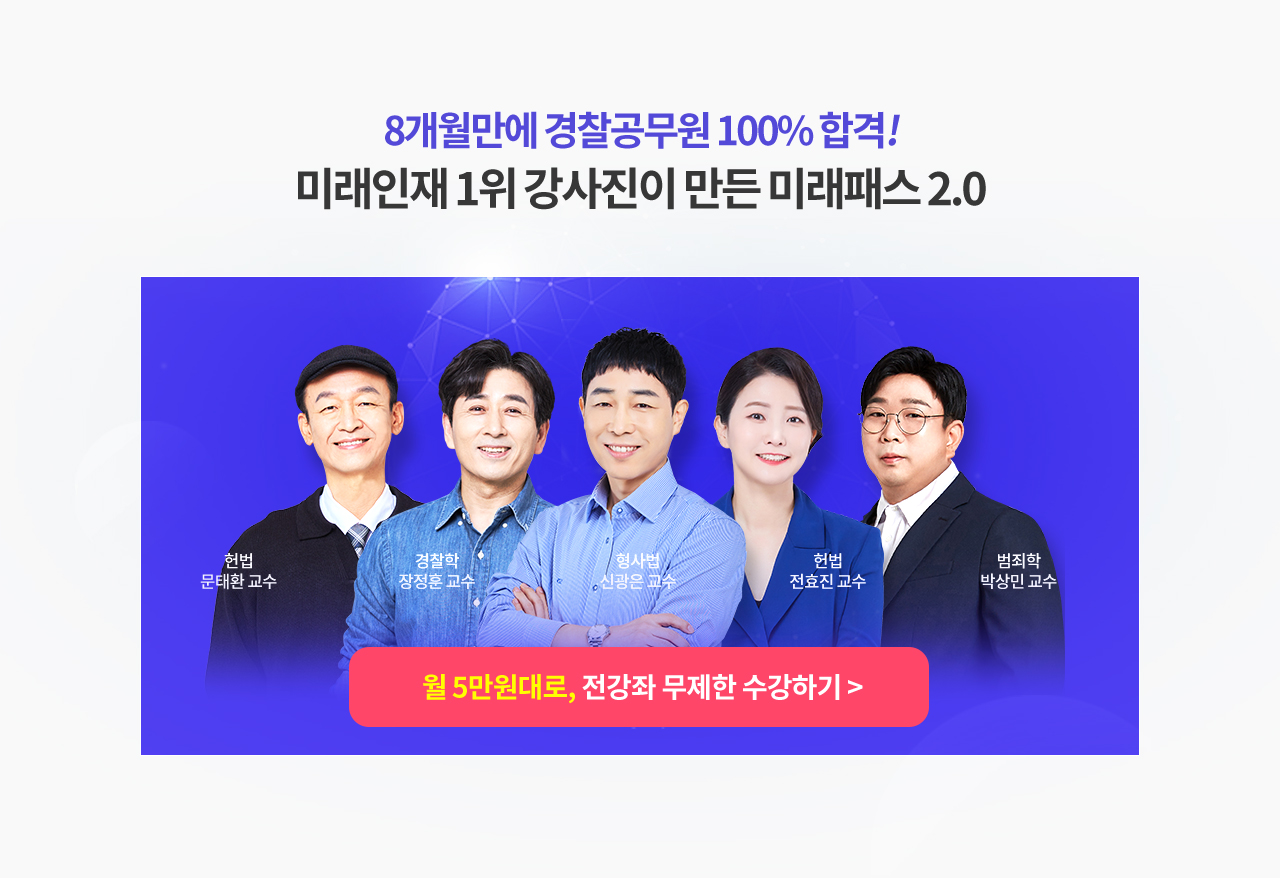 8개월만에 경찰공무원 100% 합격!
미래인재 1위 강사진이 만든 미래패스 2.0
헌법
문태환 교수
경찰학
장정훈 교수
형사법
신광은 교수
헌법
전효진 교수
범죄학
박상민 교수
월 5만원대로, 전강좌 무제한 수강하기 >